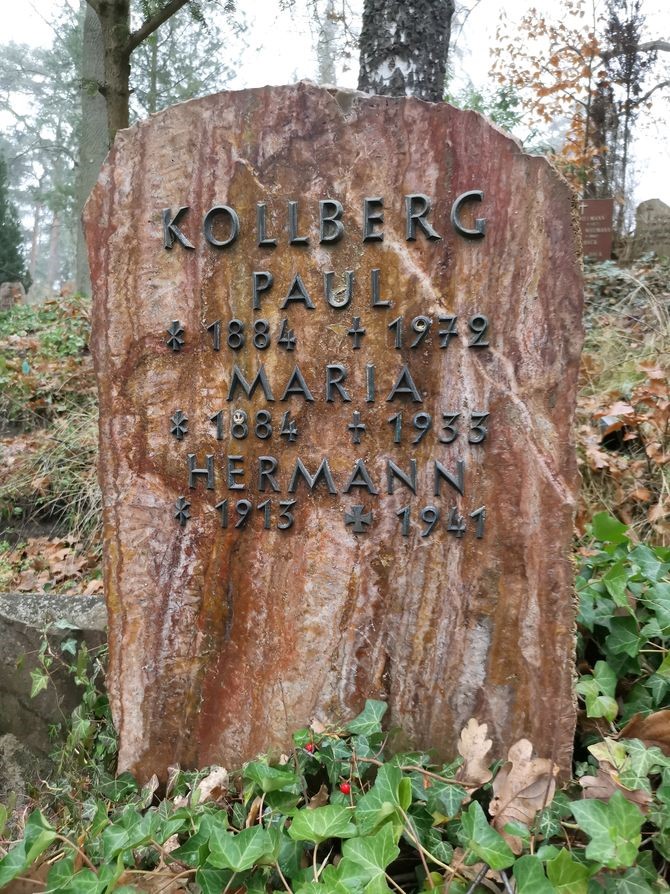 KOLLBERG
PAUL
* 1884 † 1972
MARIA
* 1884 † 1933
HERMANN
* 1913 ✠ 1941